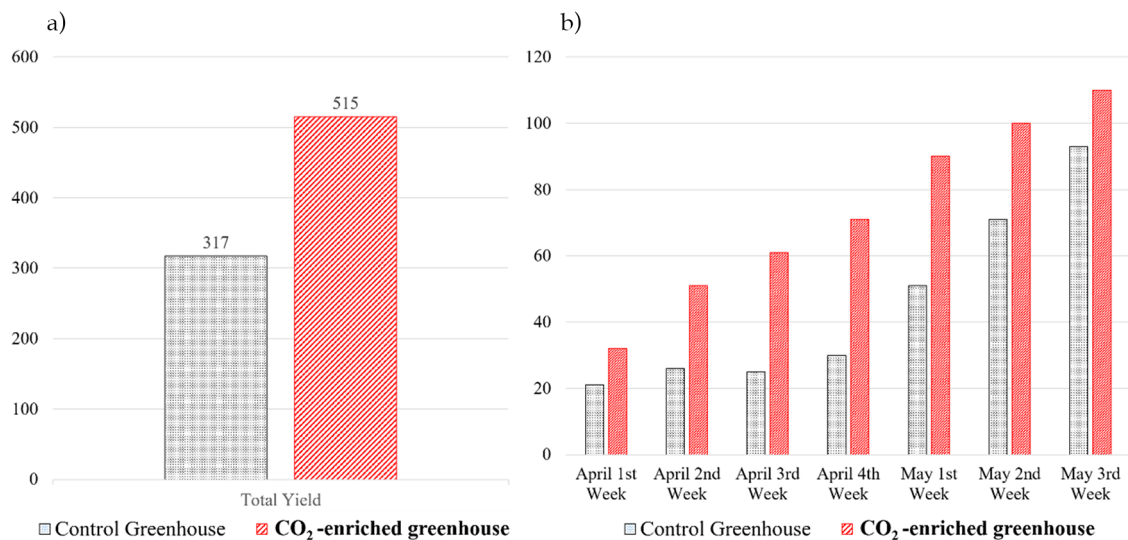 a)
600
500
400
300
200
100
0
317
515
Total Yield
Control Greenhouse
CO₂ -enriched greenhouse
b)
120
100
80
60
40
20
0
April 1st
Week
April 2nd
Week
April 3rd
Week
April 4th
Week
May 1st
Week
May 2nd
Week
May 3rd
Week
Control Greenhouse
CO₂ -enriched greenhouse